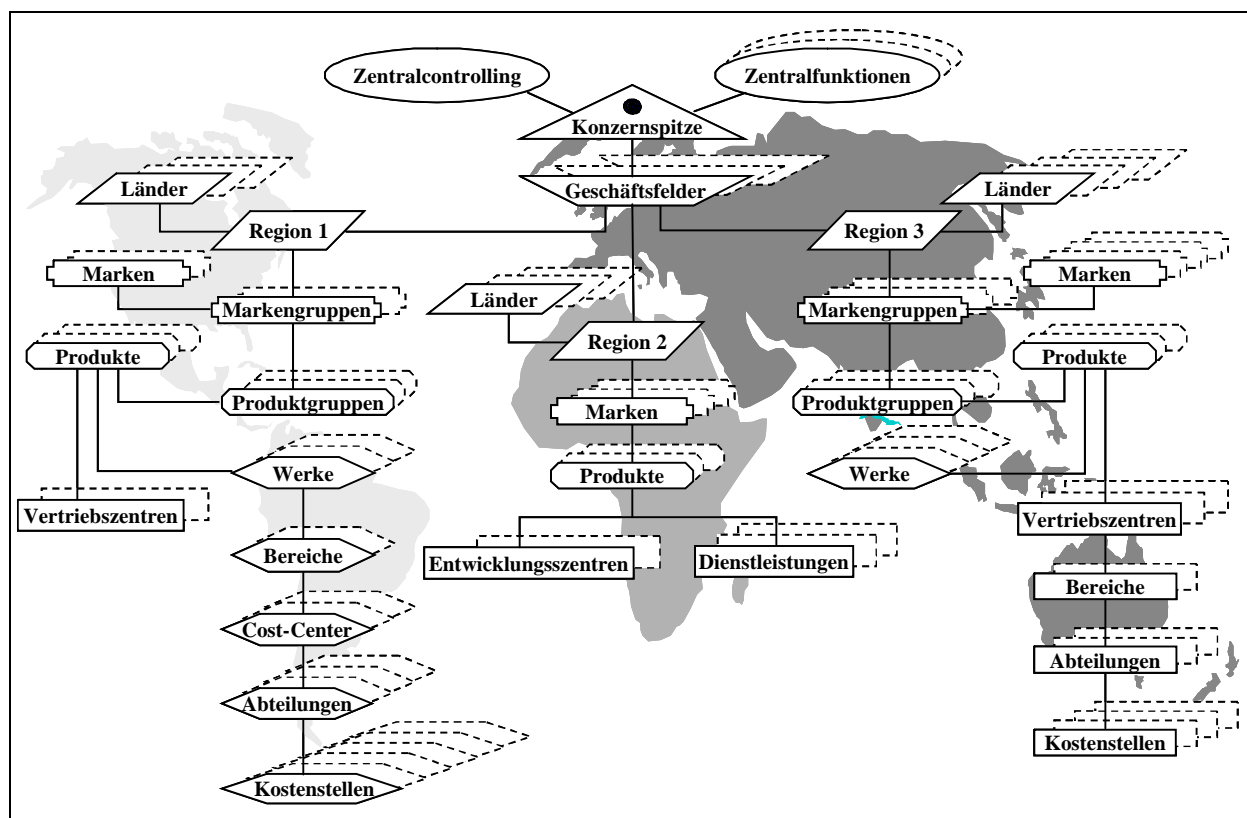 Zentralcontrolling
Zentralfunktionen
Konzernspitze
Geschäftsfelder
Länder
Region 1
Marken
Markengruppen
Produkte
Produktgruppen
Werke
Vertriebszentren
Bereiche
Cost-Center
Abteilungen
Kostenstellen
Länder
Region 2
Marken
Produkte
Entwicklungsszentren
Dienstleistungen
Länder
Region 3
Marken
Markengruppen
Produkte
Produktgruppen
Werke
Vertriebszentren
Bereiche
Abteilungen
Kostenstellen